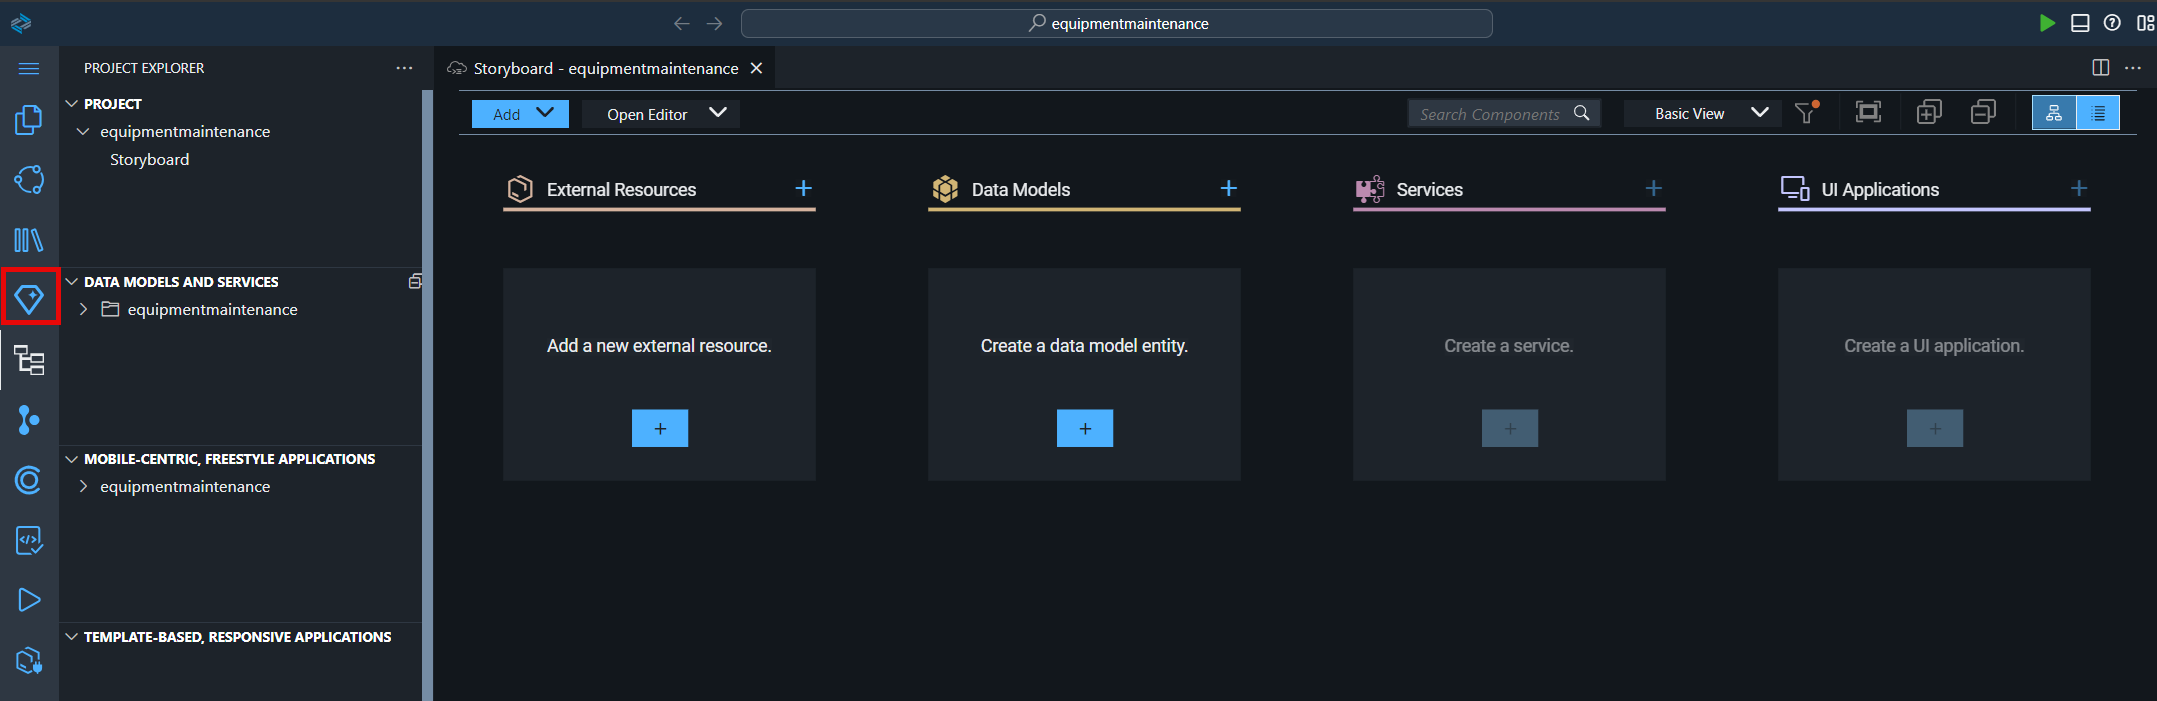 equipmentmaintenance
PROJECT EXPLORER
PROJECT
equipmentmaintenance
Storyboard
DATA MODELS AND SERVICES
equipmentmaintenance
MOBILE-CENTRIC, FREESTYLE APPLICATIONS
equipmentmaintenance
TEMPLATE-BASED, RESPONSIVE APPLICATIONS
Storyboard - equipmentmaintenance
Add
Open Editor
Search Components
Basic View
External Resources
Data Models
Services
UI Applications
Add a new external resource.
Create a data model entity.
Create a service.
Create a UI application.